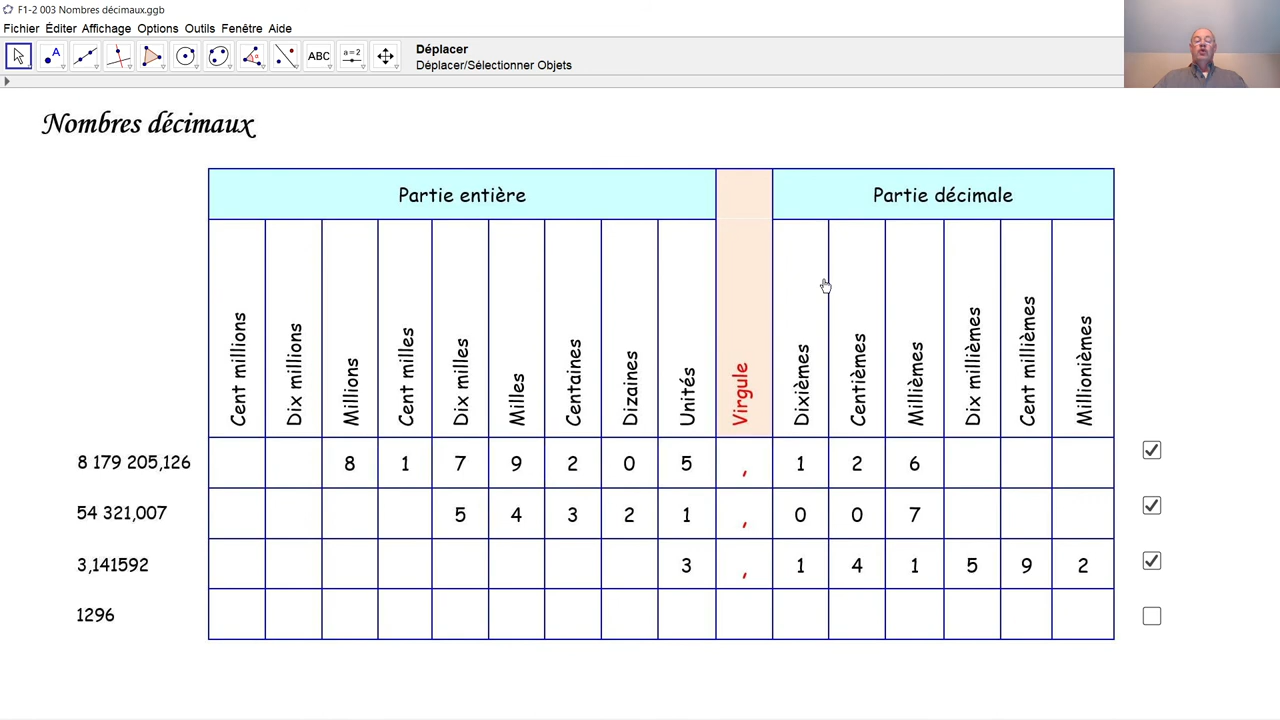 F1-2 003 Nombres décimaux.ggb
Fichier Éditer Affichage Options Outils Fenêtre Aide
A ABC a=2 Déplacer
Déplacer/Sélectionner Objets
Nombres décimaux
Partie entière Partie décimale
Cent millions Dix millions Millions Cent milles Dix milles Milles Centaines Dizaines Unités Virgule Dixièmes Centièmes Millièmes Dix millièmes Cent millièmes Millionièmes
8 179 205,126 8 1 7 9 2 0 5 , 1 2 6
54 321,007 5 4 3 2 1 , 0 0 7
3,141592 3 , 1 4 1 5 9 2
1296